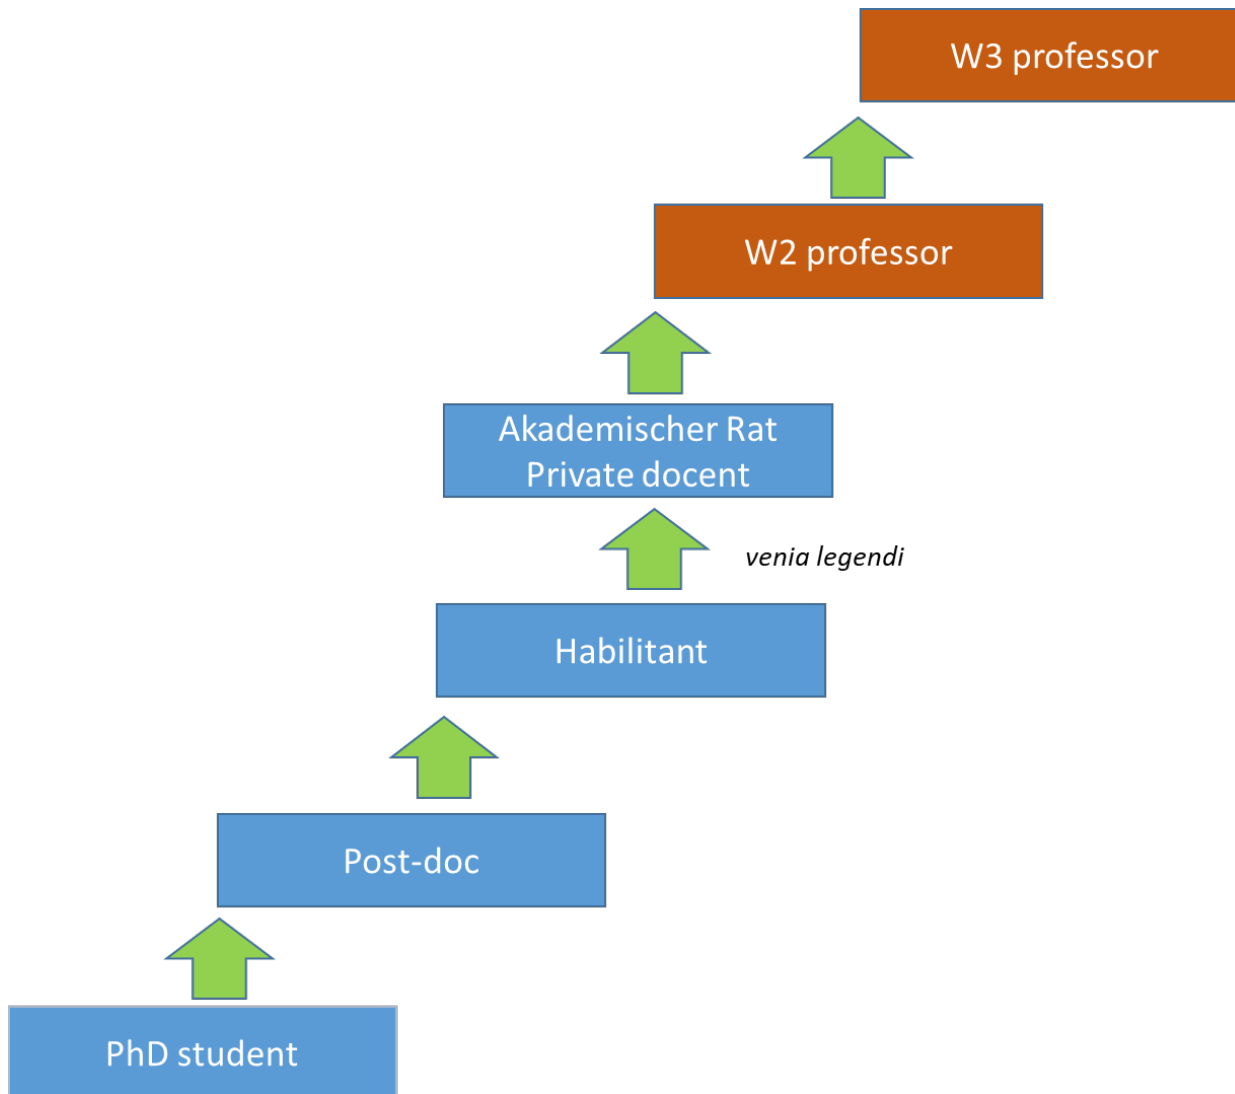 W3 professor
W2 professor
Akademischer Rat
Private docent
venia legendi
Habilitant
Post-doc
PhD student